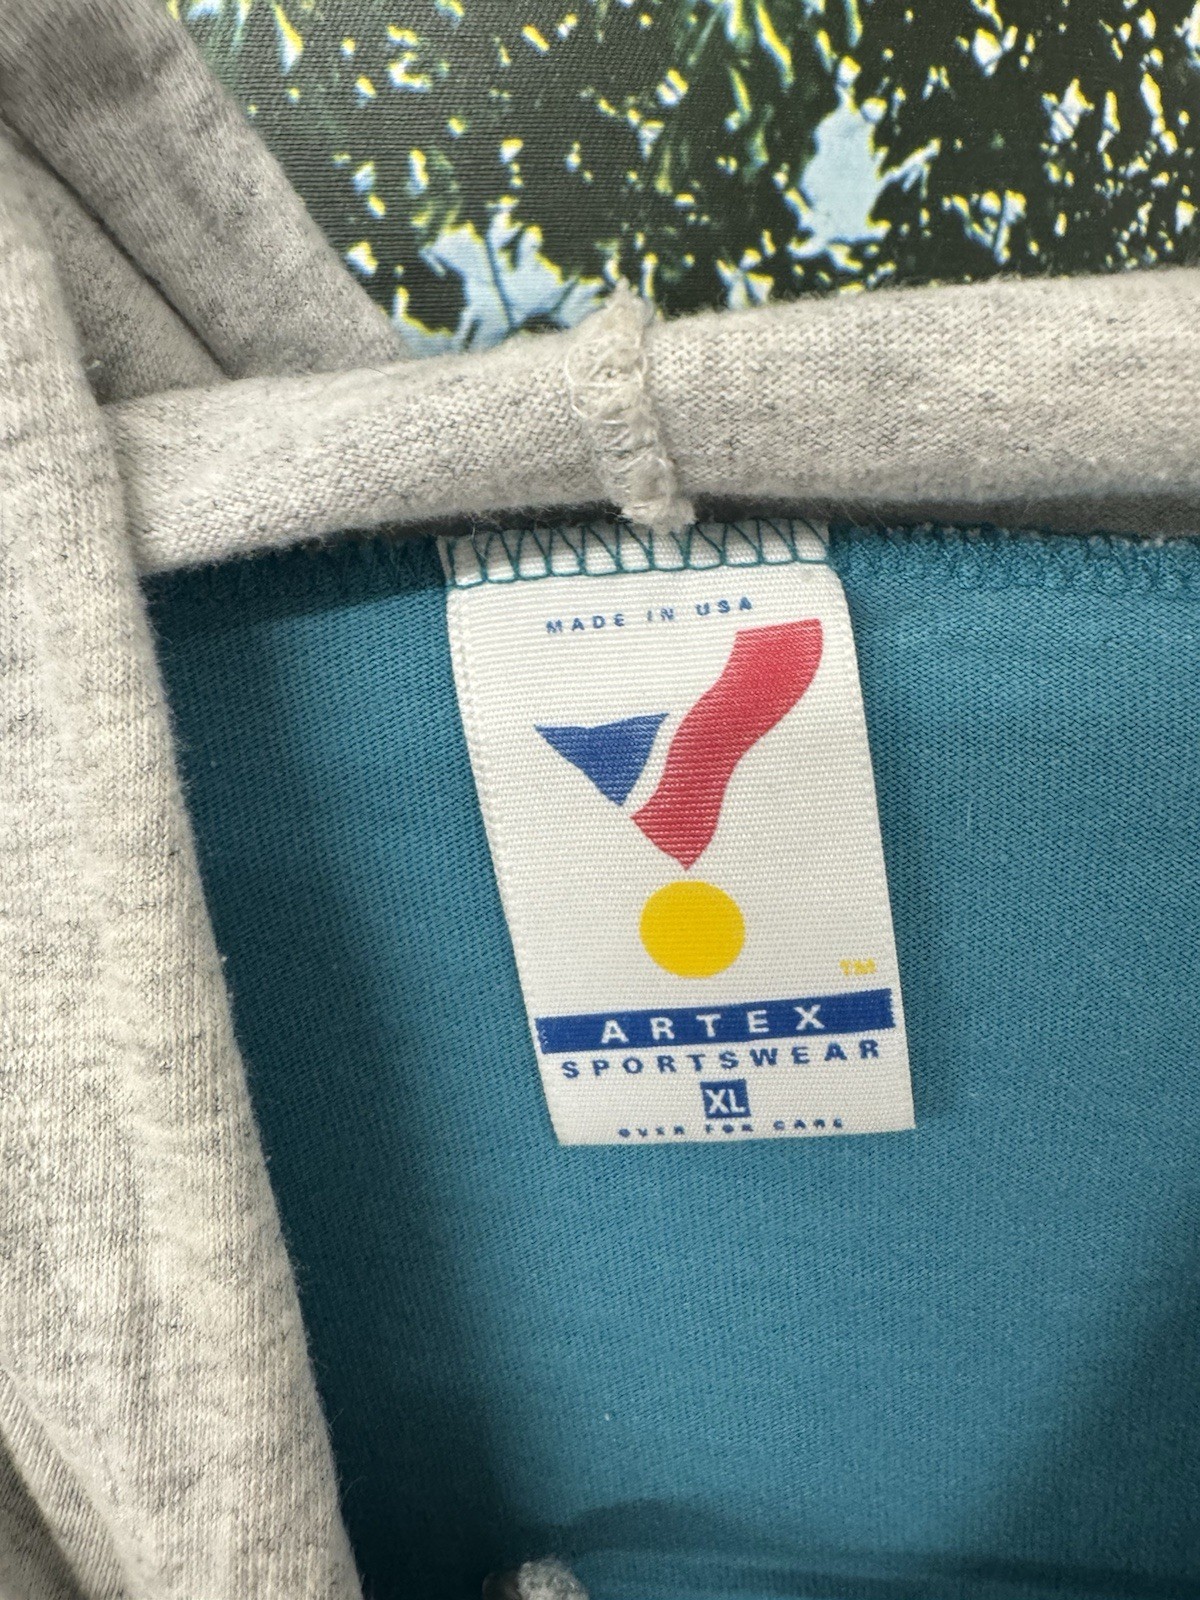 MADE IN USA
TM
ARTEX
SPORTSWEAR
XL
OVER FOR CARE